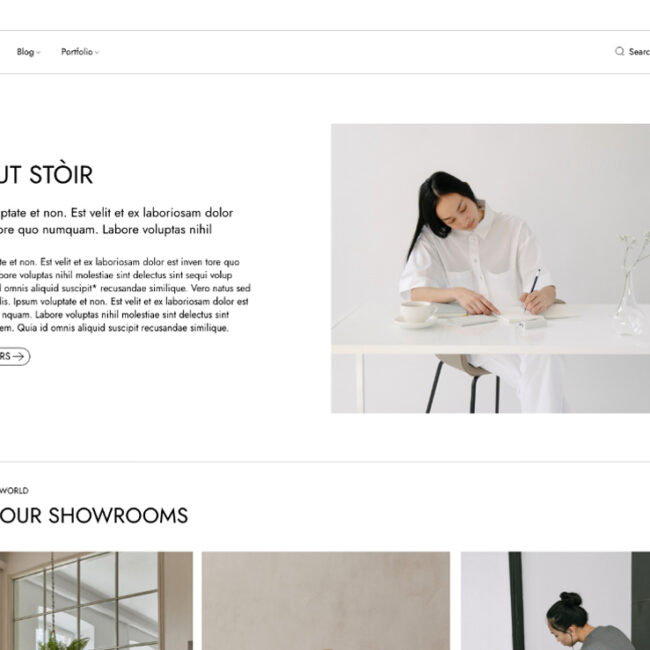 Blog
Portfolio
Searc
UT STÒIR
ptate et non. Est velit et ex laboriosam dolor
ore quo numquam. Labore voluptas nihil
te et non. Est velit et ex laboriosam dolor est inven tore quo
bore voluptas nihil molestiae sint delectus sint sequi volup
d omnis aliquid suscipit* recusandae similique. Vero natus sed
lis. Ipsum voluptate et non. Est velit et ex laboriosam dolor est
nquam. Labore voluptas nihil molestiae sint delectus sint
em. Quia id omnis aliquid suscipit recusandae similique.
RS
WORLD
OUR SHOWROOMS